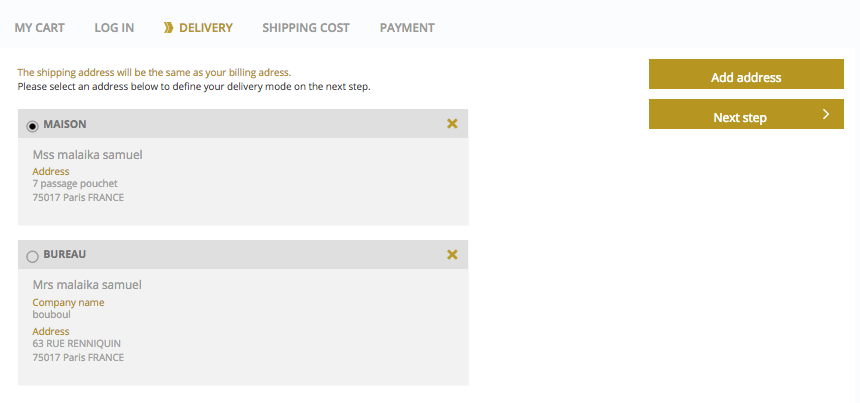 MY CART LOG IN DELIVERY SHIPPING COST PAYMENT
The shipping address will be the same as your billing adress.
Please select an address below to define your delivery mode on the next step.
Add address
Next step
MAISON
Mss malaika samuel
Address
7 passage pouchet
75017 Paris FRANCE
BUREAU
Mrs malaika samuel
Company name
bouboul
Address
63 RUE RENNIQUIN
75017 Paris FRANCE